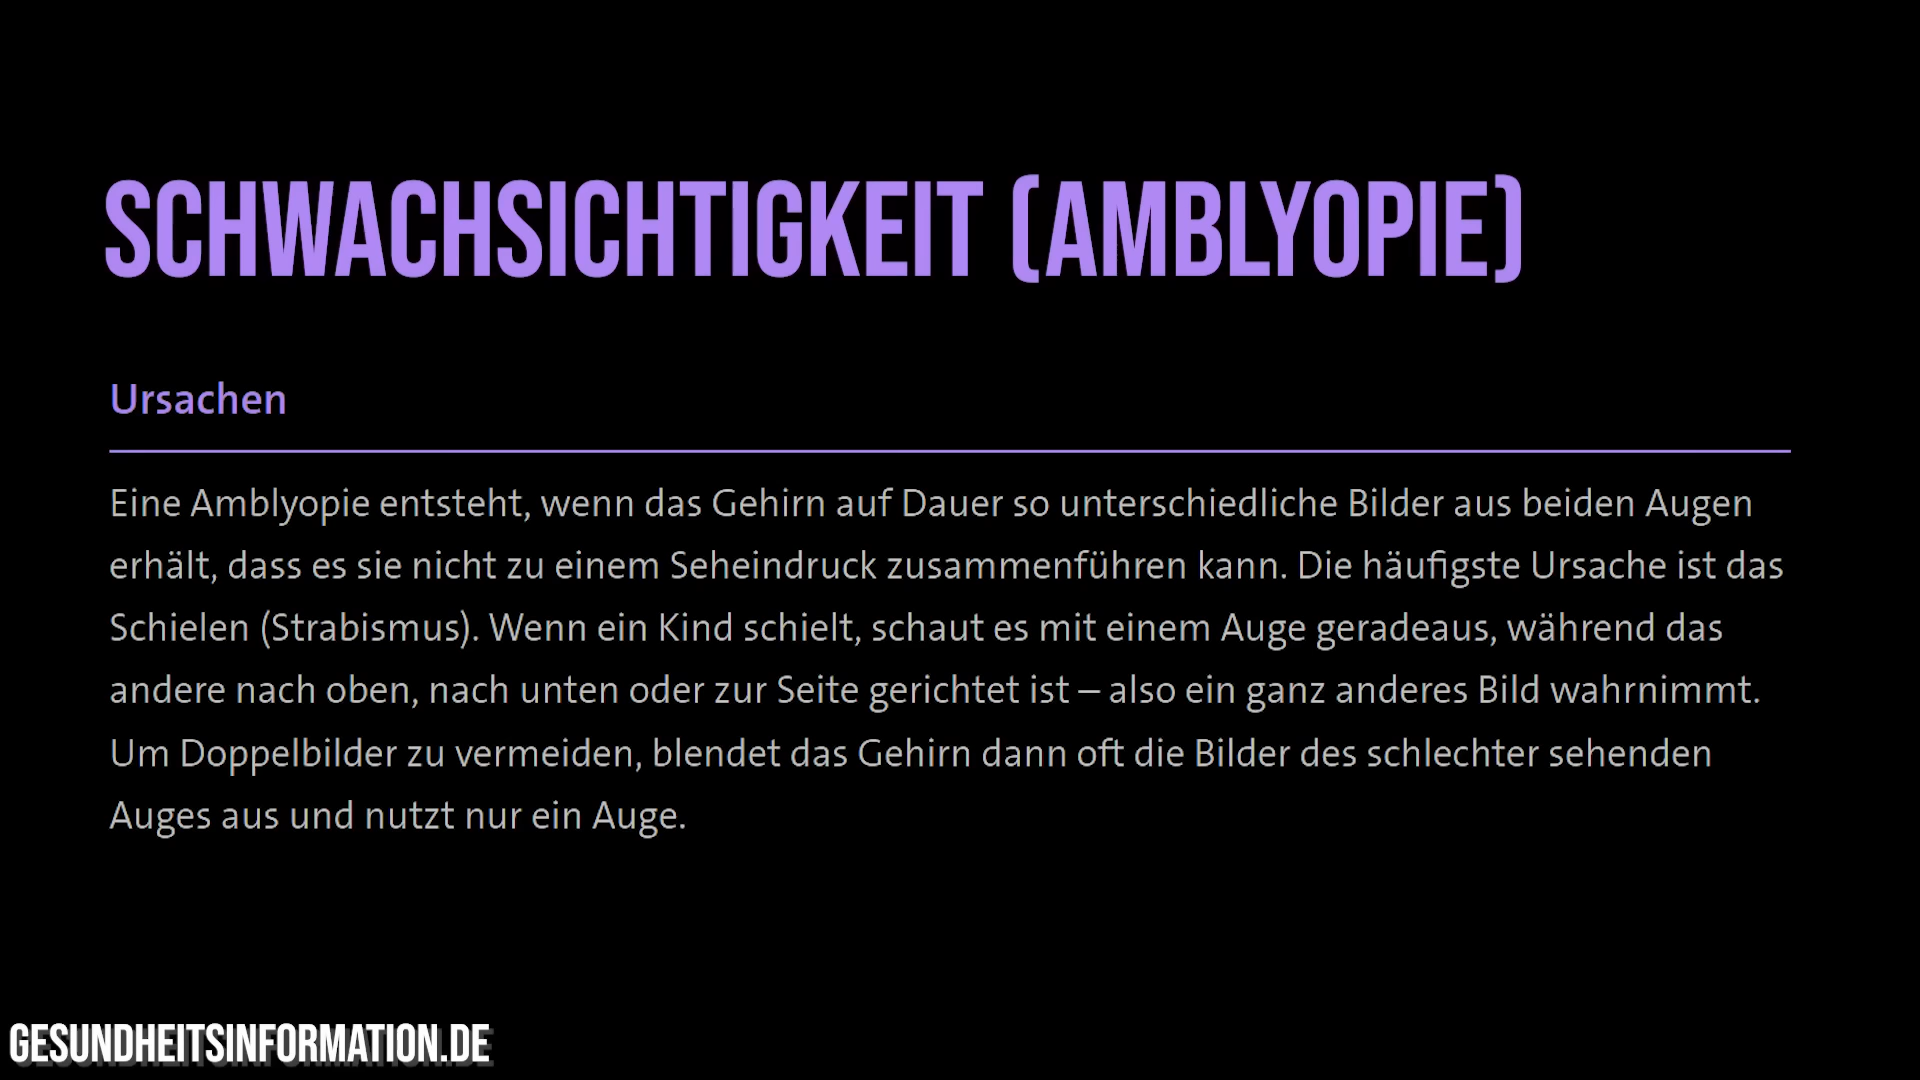 SCHWACHSICHTIGKEIT (AMBLYOPIE)
Ursachen
Eine Amblyopie entsteht, wenn das Gehirn auf Dauer so unterschiedliche Bilder aus beiden Augen
erhält, dass es sie nicht zu einem Seheindruck zusammenführen kann. Die häufigste Ursache ist das
Schielen (Strabismus). Wenn ein Kind schielt, schaut es mit einem Auge geradeaus, während das
andere nach oben, nach unten oder zur Seite gerichtet ist – also ein ganz anderes Bild wahrnimmt.
Um Doppelbilder zu vermeiden, blendet das Gehirn dann oft die Bilder des schlechter sehenden
Auges aus und nutzt nur ein Auge.
GESUNDHEITSINFORMATION.DE